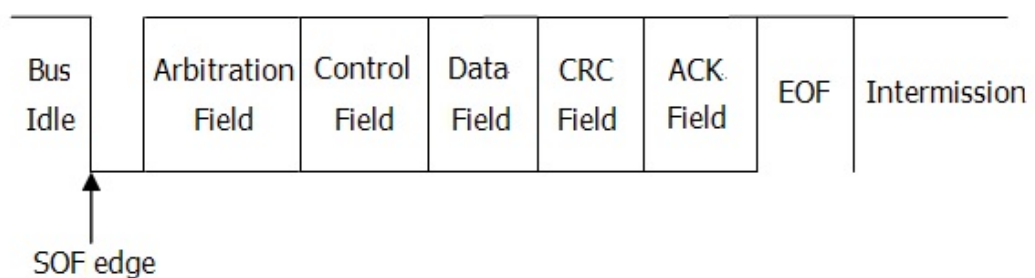 Bus
Idle
Arbitration
Field
Control
Field
Data
Field
CRC
Field
ACK
Field
EOF
Intermission
SOF edge